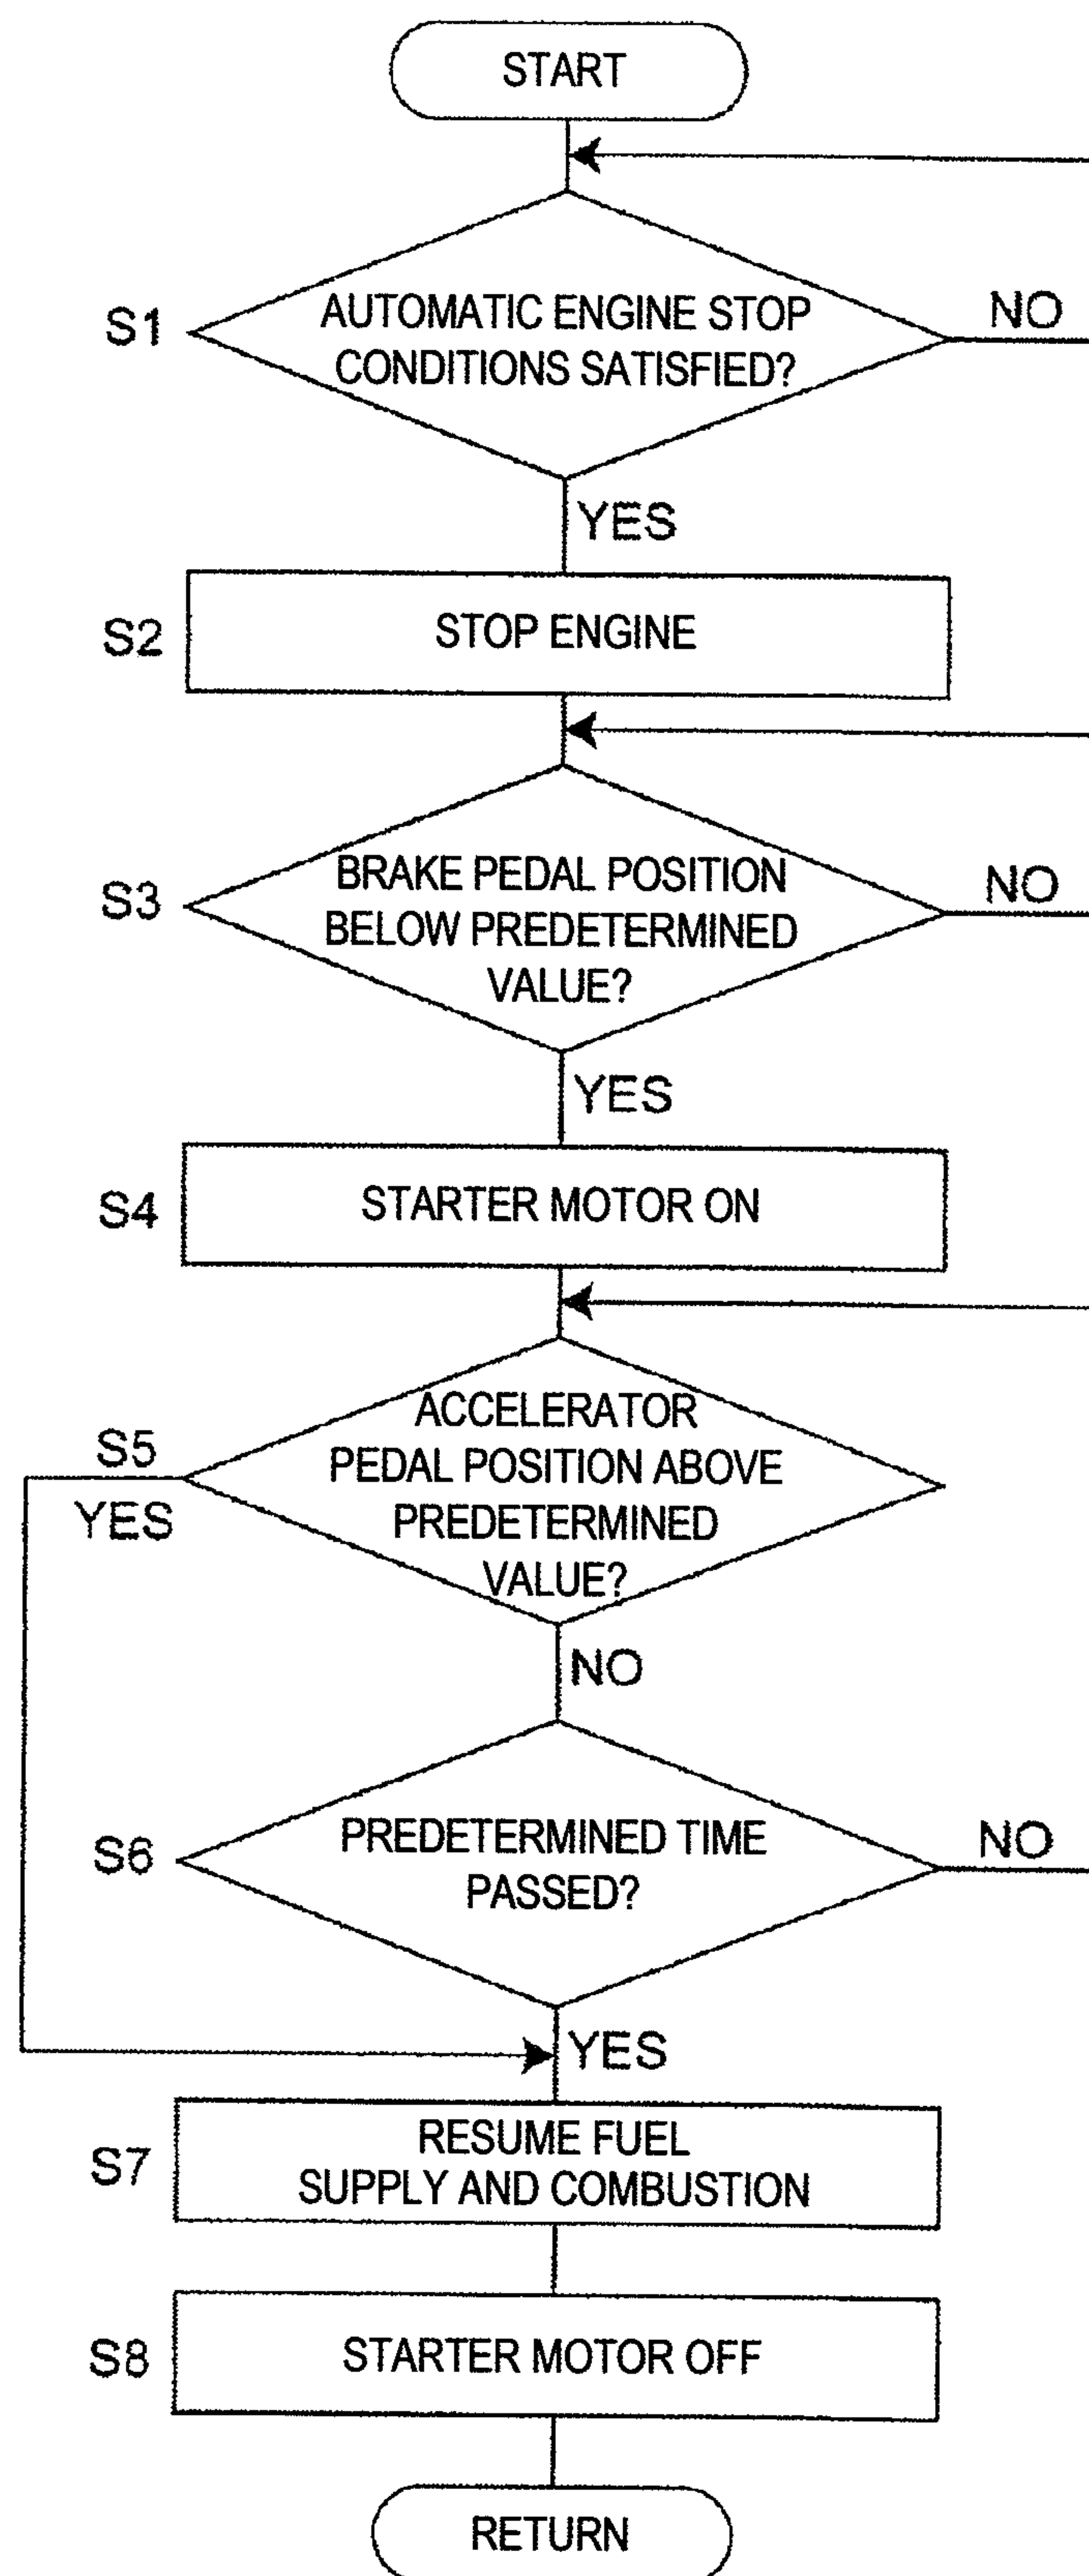 START
S1
AUTOMATIC ENGINE STOP
CONDITIONS SATISFIED?
NO
YES
S2
STOP ENGINE
S3
BRAKE PEDAL POSITION
BELOW PREDETERMINED
VALUE?
NO
YES
S4
STARTER MOTOR ON
S5
YES
ACCELERATOR
PEDAL POSITION ABOVE
PREDETERMINED
VALUE?
NO
S6
PREDETERMINED TIME
PASSED?
NO
YES
S7
RESUME FUEL
SUPPLY AND COMBUSTION
S8
STARTER MOTOR OFF
RETURN